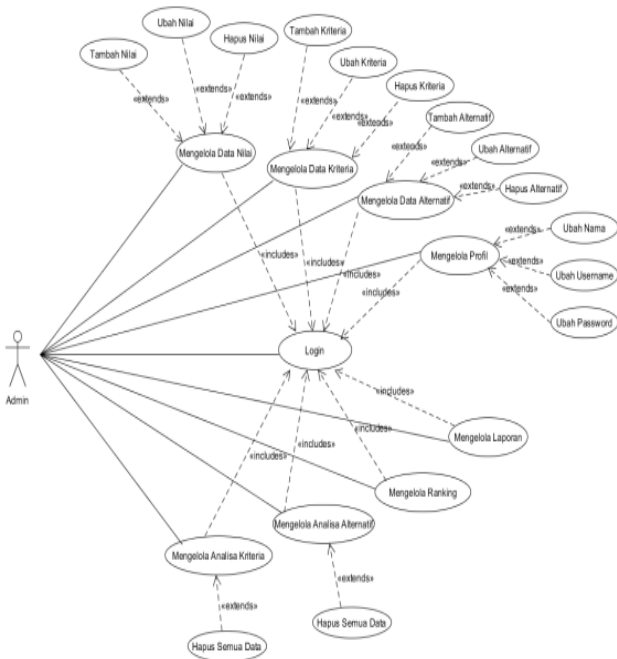 Ubah Nilai
Tambah Kriteria
Hapus Nilai
Tambah Nilai
Ubah Kriteria
Hapus Kriteria
«extends»
«extends»
«extends»
«extends»
«extends»
«extends»
Tambah Alternatif
Ubah Alternatif
Mengelola Data Nilai
Mengelola Data Kriteria
«extends»
«extends»
«extends»
Hapus Alternatif
Mengelola Data Alternatif
«extends»
Ubah Nama
Mengelola Profil
«includes»
«includes»
«extends»
Ubah Username
«includes»
«includes»
«extends»
Ubah Password
Login
Admin
«includes»
Mengelola Laporan
«includes»
«includes»
«includes»
Mengelola Ranking
Mengelola Analisa Alternatif
Mengelola Analisa Kriteria
«extends»
«extends»
Hapus Semua Data
Hapus Semua Data